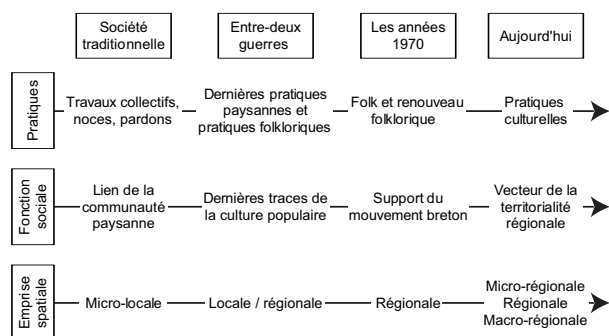 Société
traditionnelle
Entre-deux
guerres
Les années
1970
Aujourd'hui
Pratiques
Travaux collectifs,
noces, pardons
Dernières pratiques
paysannes et
pratiques folkloriques
Folk et renouveau
folklorique
Pratiques
culturelles
Fonction
sociale
Lien de la
communauté
paysanne
Dernières traces de
la culture populaire
Support du
mouvement breton
Vecteur de la
territorialité
régionale
Emprise
spatiale
Micro-locale
Locale / régionale
Régionale
Micro-régionale
Régionale
Macro-régionale